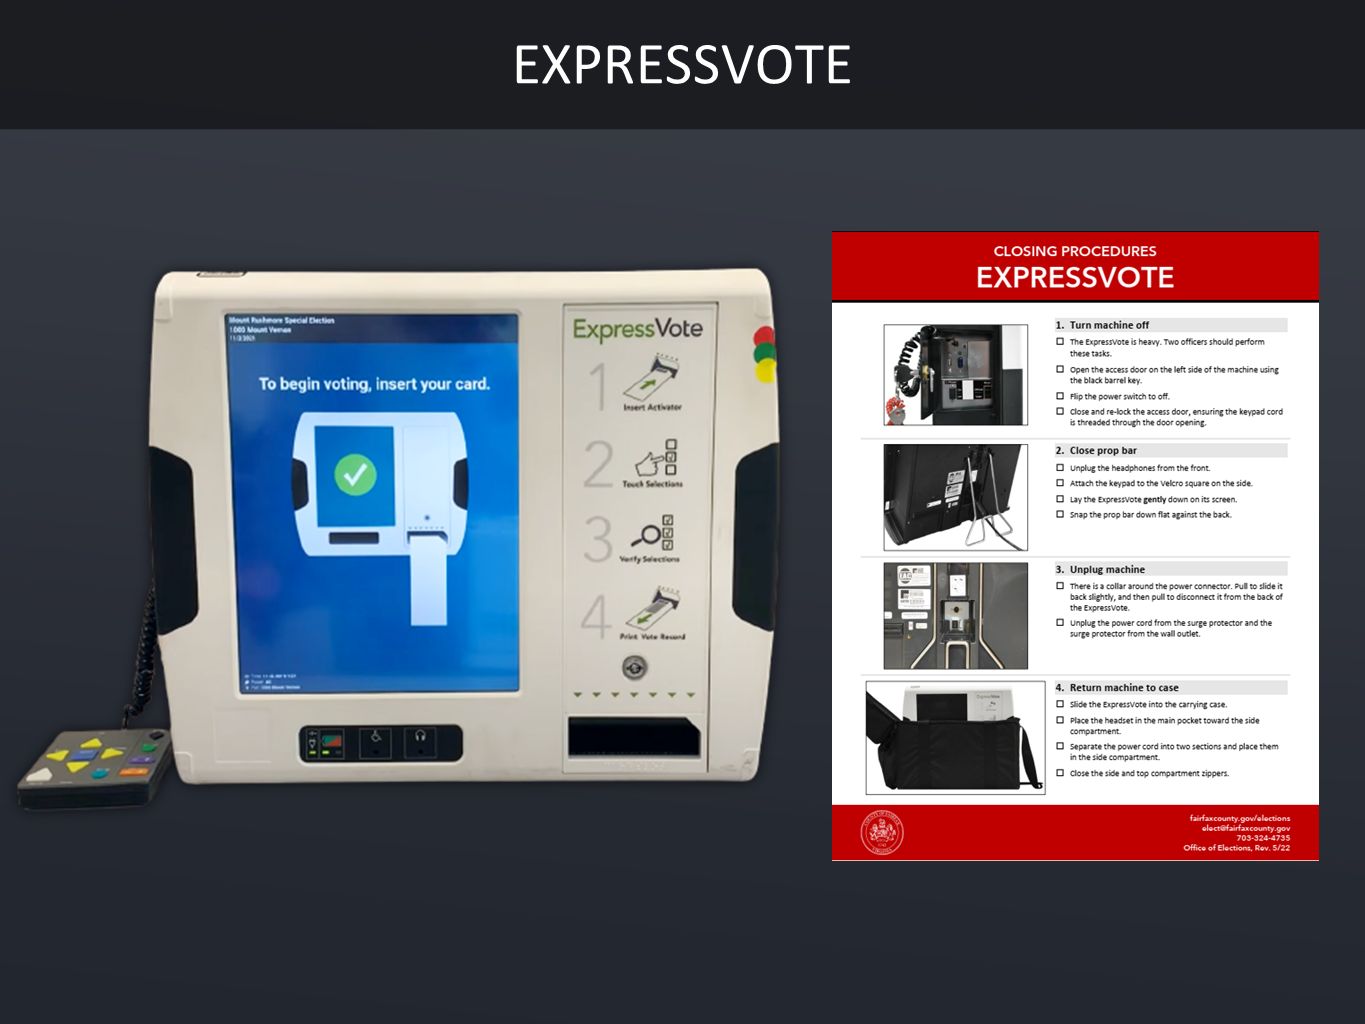 EXPRESSVOTE
Mount Rushmore Special Election
1000 Mount Vernon
11/2/2021
To begin voting, insert your card.
ExpressVote
1
Insert Activator
2
Touch Selections
3
Verify Selections
4
Print Vote Record
CLOSING PROCEDURES
EXPRESSVOTE
1. Turn machine off
The ExpressVote is heavy. Two officers should perform
these tasks.
Open the access door on the left side of the machine using
the black barrel key.
Flip the power switch to off.
Close and re-lock the access door, ensuring the keypad cord
is threaded through the door opening.
2. Close prop bar
Unplug the headphones from the front.
Attach the keypad to the Velcro square on the side.
Lay the ExpressVote gently down on its screen.
Snap the prop bar down flat against the back.
3. Unplug machine
There is a collar around the power connector. Pull to slide it
back slightly, and then pull to disconnect it from the back of
the ExpressVote.
Unplug the power cord from the surge protector and the
surge protector from the wall outlet.
4. Return machine to case
Slide the ExpressVote into the carrying case.
Place the headset in the main pocket toward the side
compartment.
Separate the power cord into two sections and place them
in the side compartment.
Close the side and top compartment zippers.
fairfaxcounty.gov/elections
elect@fairfaxcounty.gov
703-324-4735
Office of Elections, Rev. 5/22